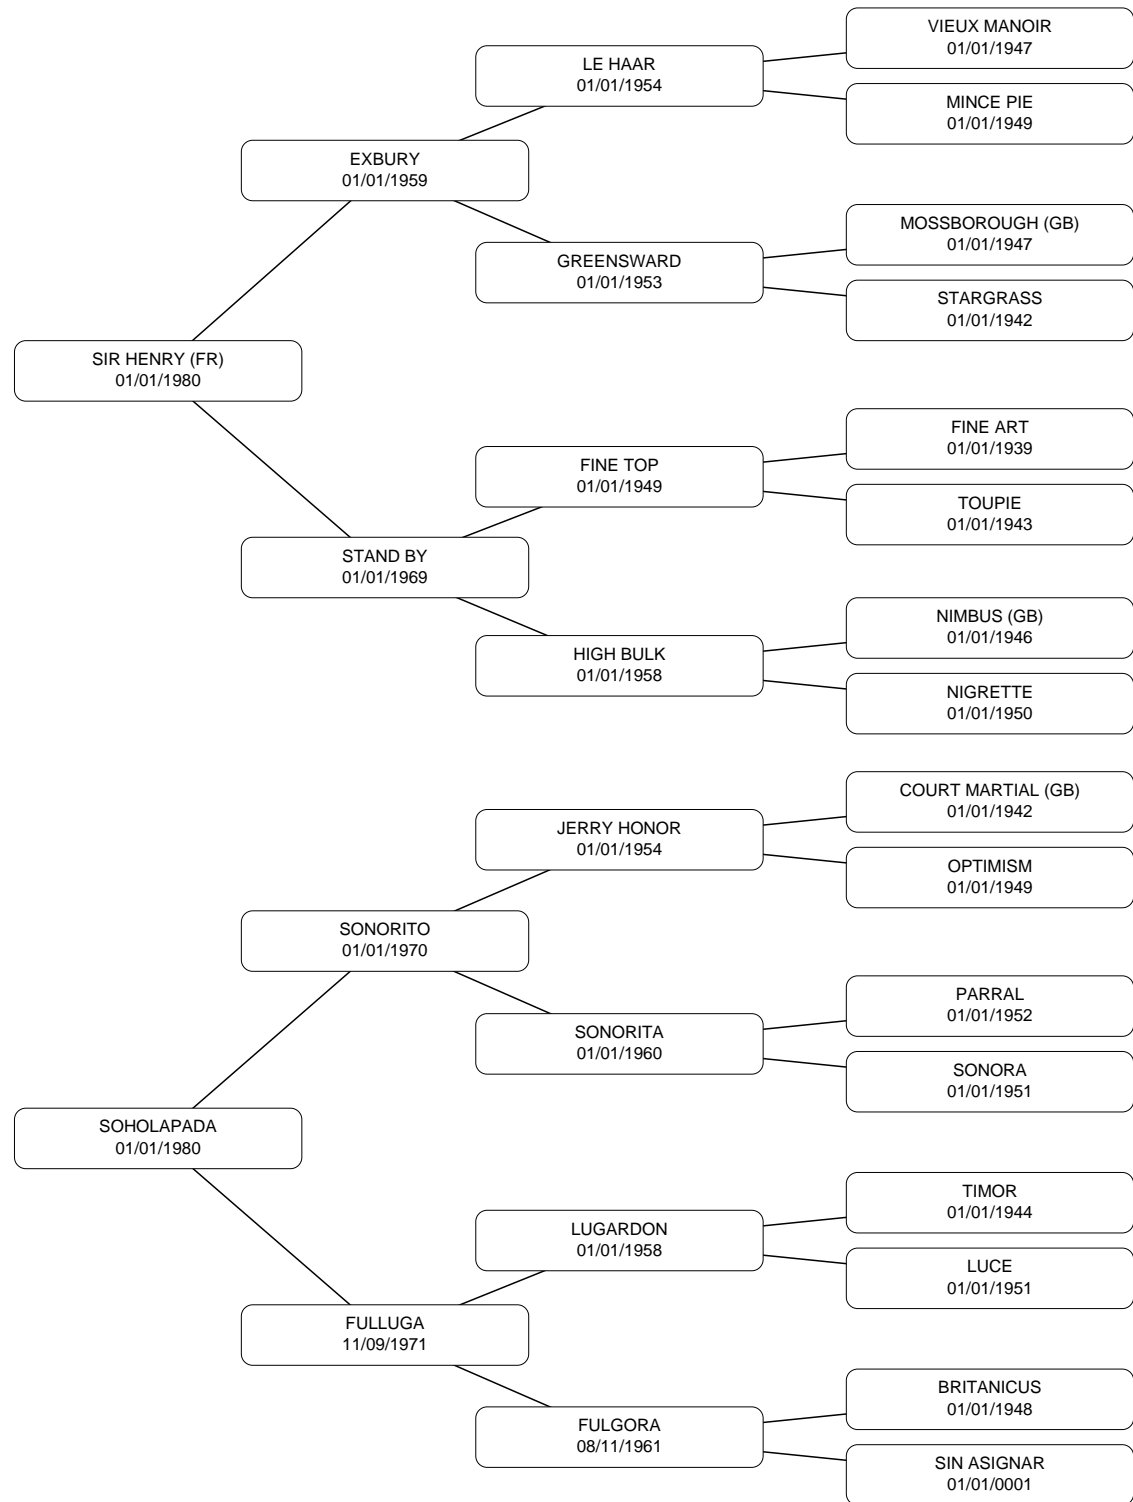 VIEUX MANOIR
01/01/1947
LE HAAR
01/01/1954
MINCE PIE
01/01/1949
EXBURY
01/01/1959
MOSSBOROUGH (GB)
01/01/1947
GREENSWARD
01/01/1953
STARGRASS
01/01/1942
SIR HENRY (FR)
01/01/1980
FINE ART
01/01/1939
FINE TOP
01/01/1949
TOUPIE
01/01/1943
STAND BY
01/01/1969
NIMBUS (GB)
01/01/1946
HIGH BULK
01/01/1958
NIGRETTE
01/01/1950
COURT MARTIAL (GB)
01/01/1942
JERRY HONOR
01/01/1954
OPTIMISM
01/01/1949
SONORITO
01/01/1970
PARRAL
01/01/1952
SONORITA
01/01/1960
SONORA
01/01/1951
SOHOLAPADA
01/01/1980
TIMOR
01/01/1944
LUGARDON
01/01/1958
LUCE
01/01/1951
FULLUGA
11/09/1971
BRITANICUS
01/01/1948
FULGORA
08/11/1961
SIN ASIGNAR
01/01/0001